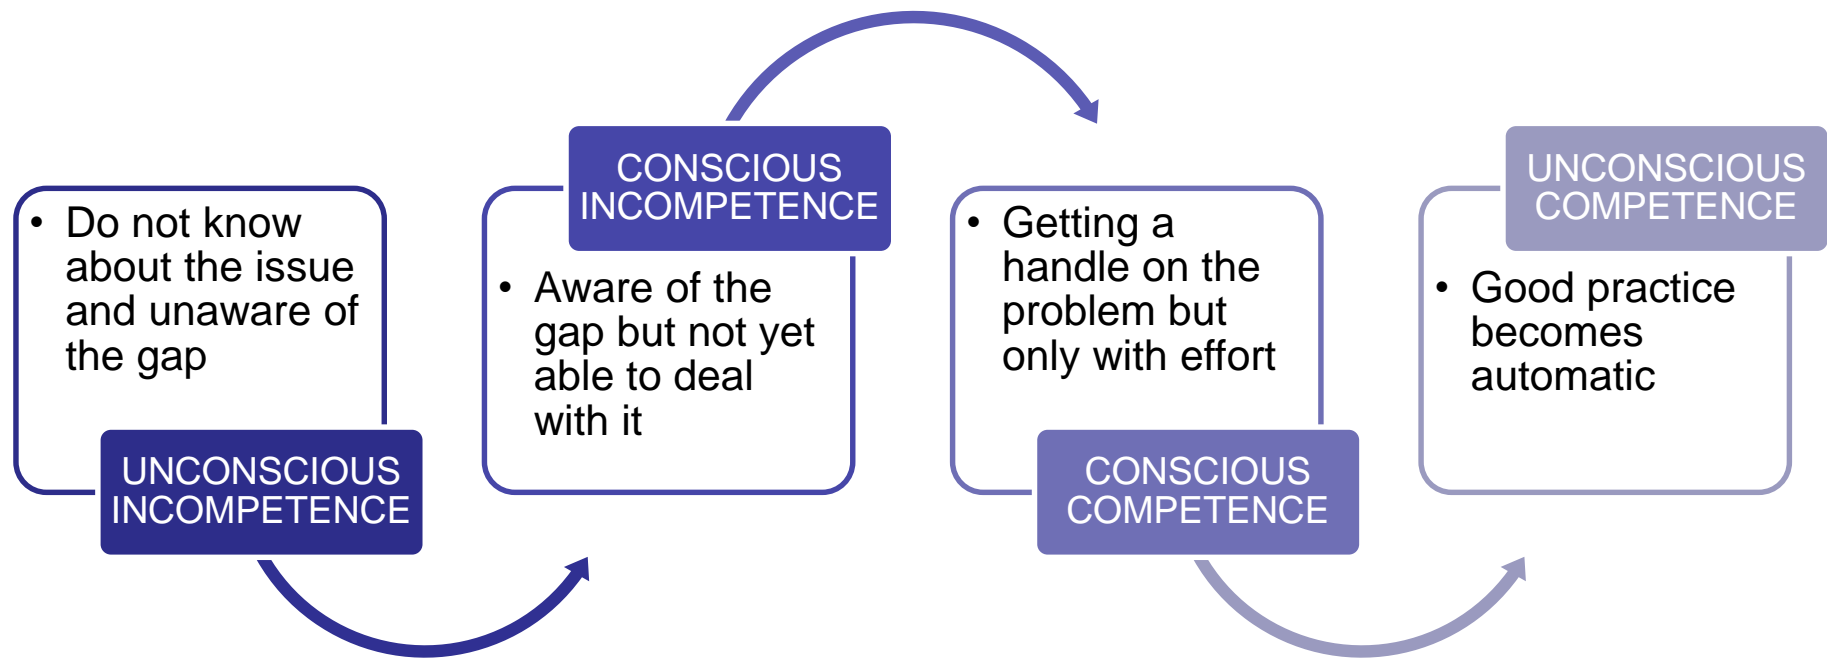 • Do not know
about the issue
and unaware of
the gap
UNCONSCIOUS
INCOMPETENCE
CONSCIOUS
INCOMPETENCE
• Aware of the
gap but not yet
able to deal
with it
• Getting a
handle on the
problem but
only with effort
CONSCIOUS
COMPETENCE
UNCONSCIOUS
COMPETENCE
• Good practice
becomes
automatic